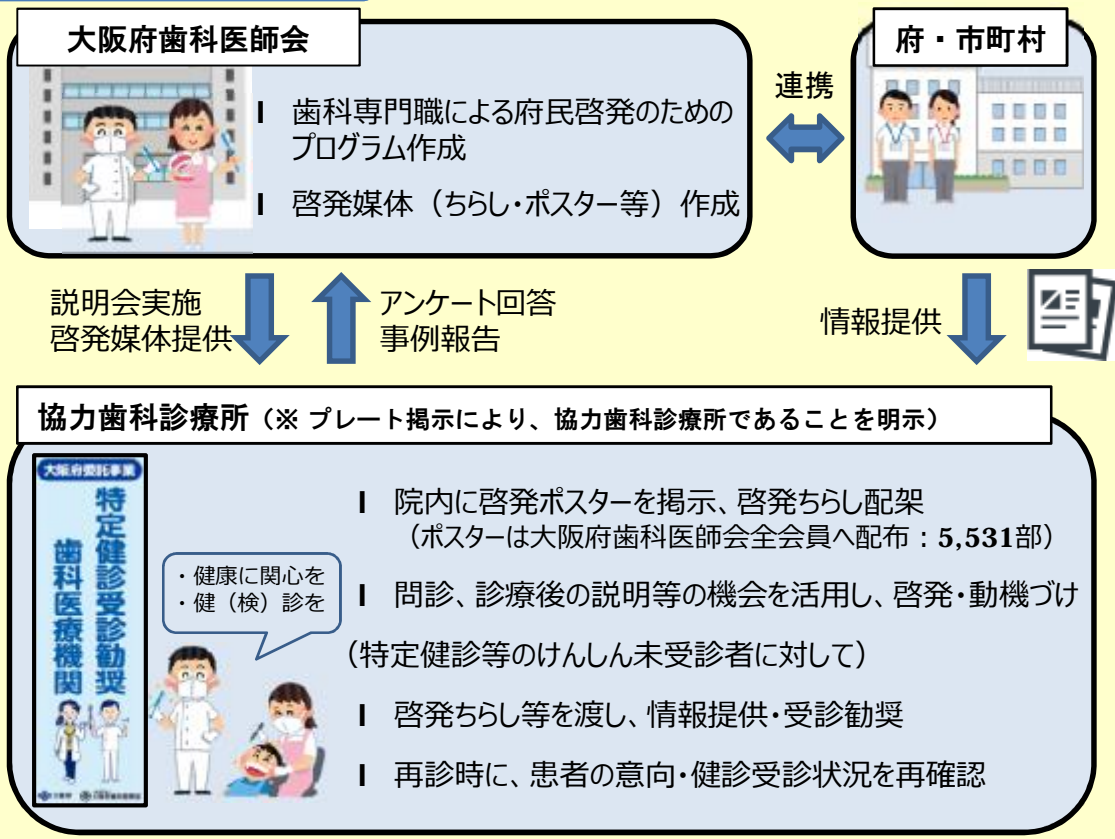 大阪府歯科医師会
l 歯科専門職による府民啓発のための
プログラム作成
l 啓発媒体（ちらし・ポスター等）作成
連携
府・市町村
説明会実施
啓発媒体提供
アンケート回答
事例報告
情報提供
協力歯科診療所（※ プレート掲示により、協力歯科診療所であることを明示）
大阪府委託事業
特定健診受診勧奨
歯科医療機関
・健康に関心を
・健（検）診を
l 院内に啓発ポスターを掲示、啓発ちらし配架
（ポスターは大阪府歯科医師会全会員へ配布：5,531部）
l 問診、診療後の説明等の機会を活用し、啓発・動機づけ
（特定健診等のけんしん未受診者に対して）
l 啓発ちらし等を渡し、情報提供・受診勧奨
l 再診時に、患者の意向・健診受診状況を再確認